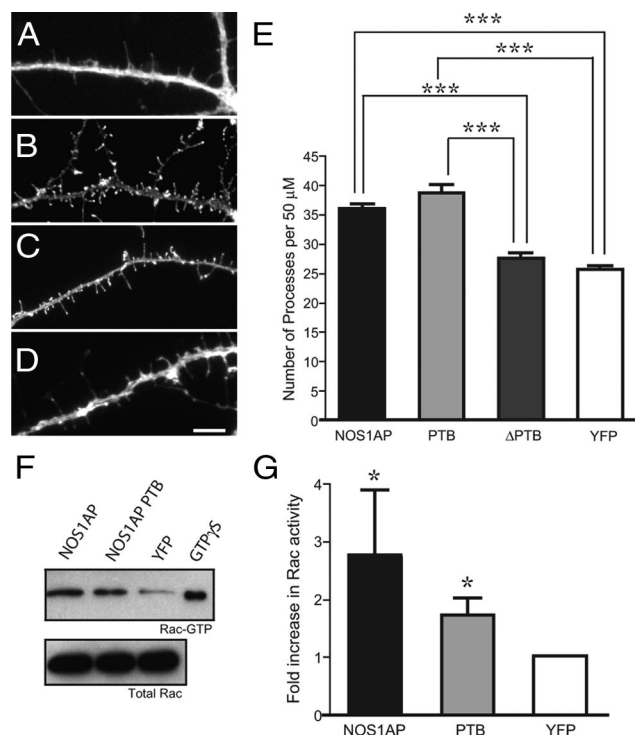 A
B
C
D
E
***
***
***
***
Number of Processes per 50 μM
45
40
35
30
25
20
15
10
5
0
NOS1AP PTB ΔPTB YFP
F
NOS1AP NOS1AP PTB YFP GTPγS
Rac-GTP
Total Rac
G
Fold increase in Rac activity
4
3
2
1
0
*
*
NOS1AP PTB YFP